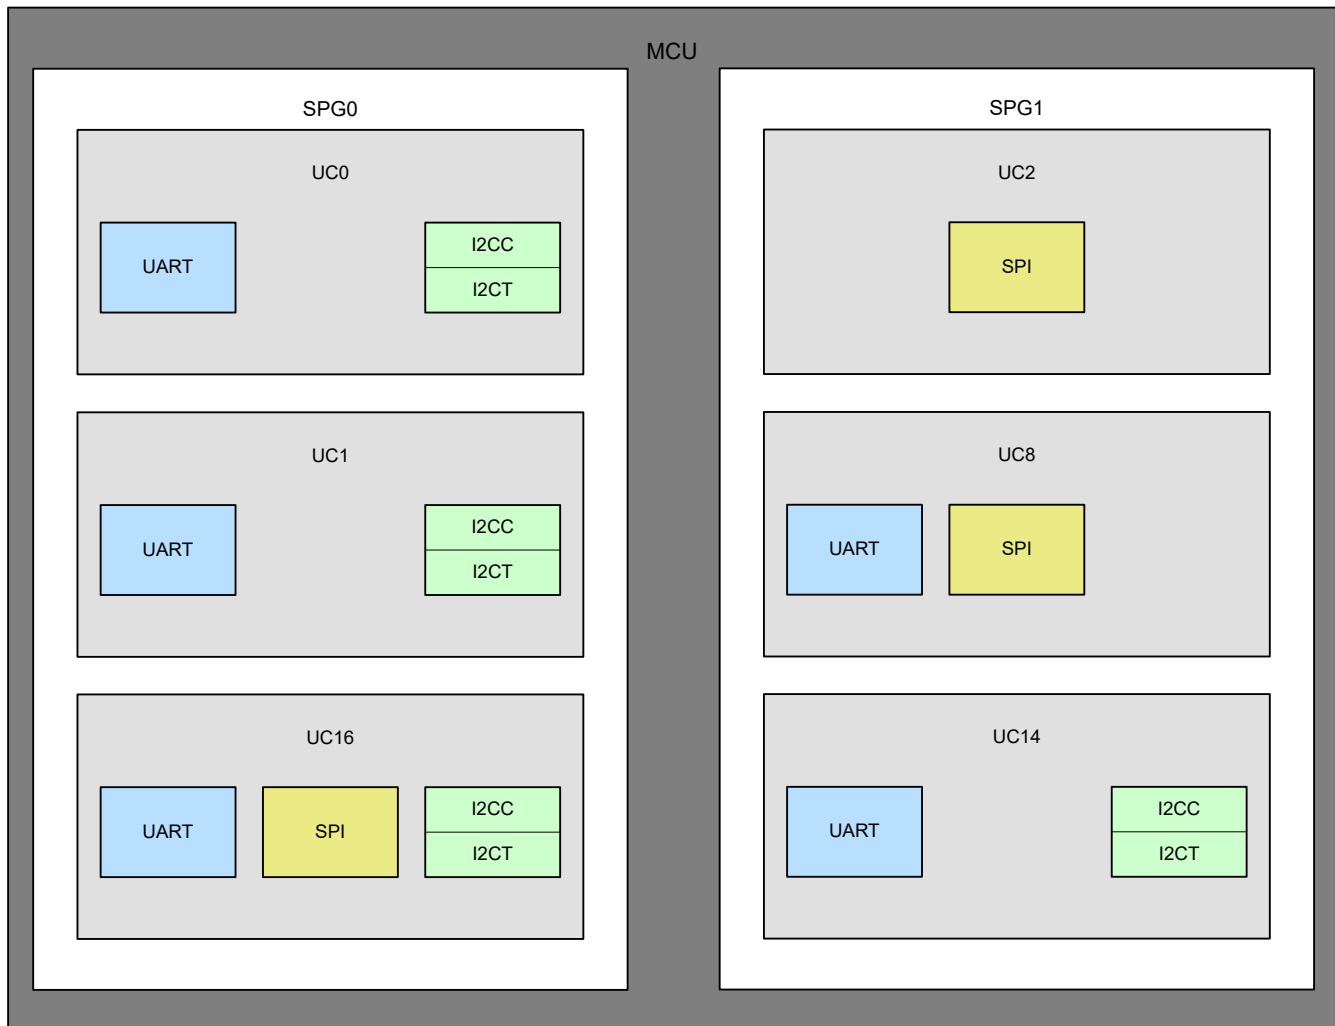 MCU
SPG0
UC0
UART
I2CC
I2CT
UC1
UART
I2CC
I2CT
UC16
UART
SPI
I2CC
I2CT
SPG1
UC2
SPI
UC8
UART
SPI
UC14
UART
I2CC
I2CT